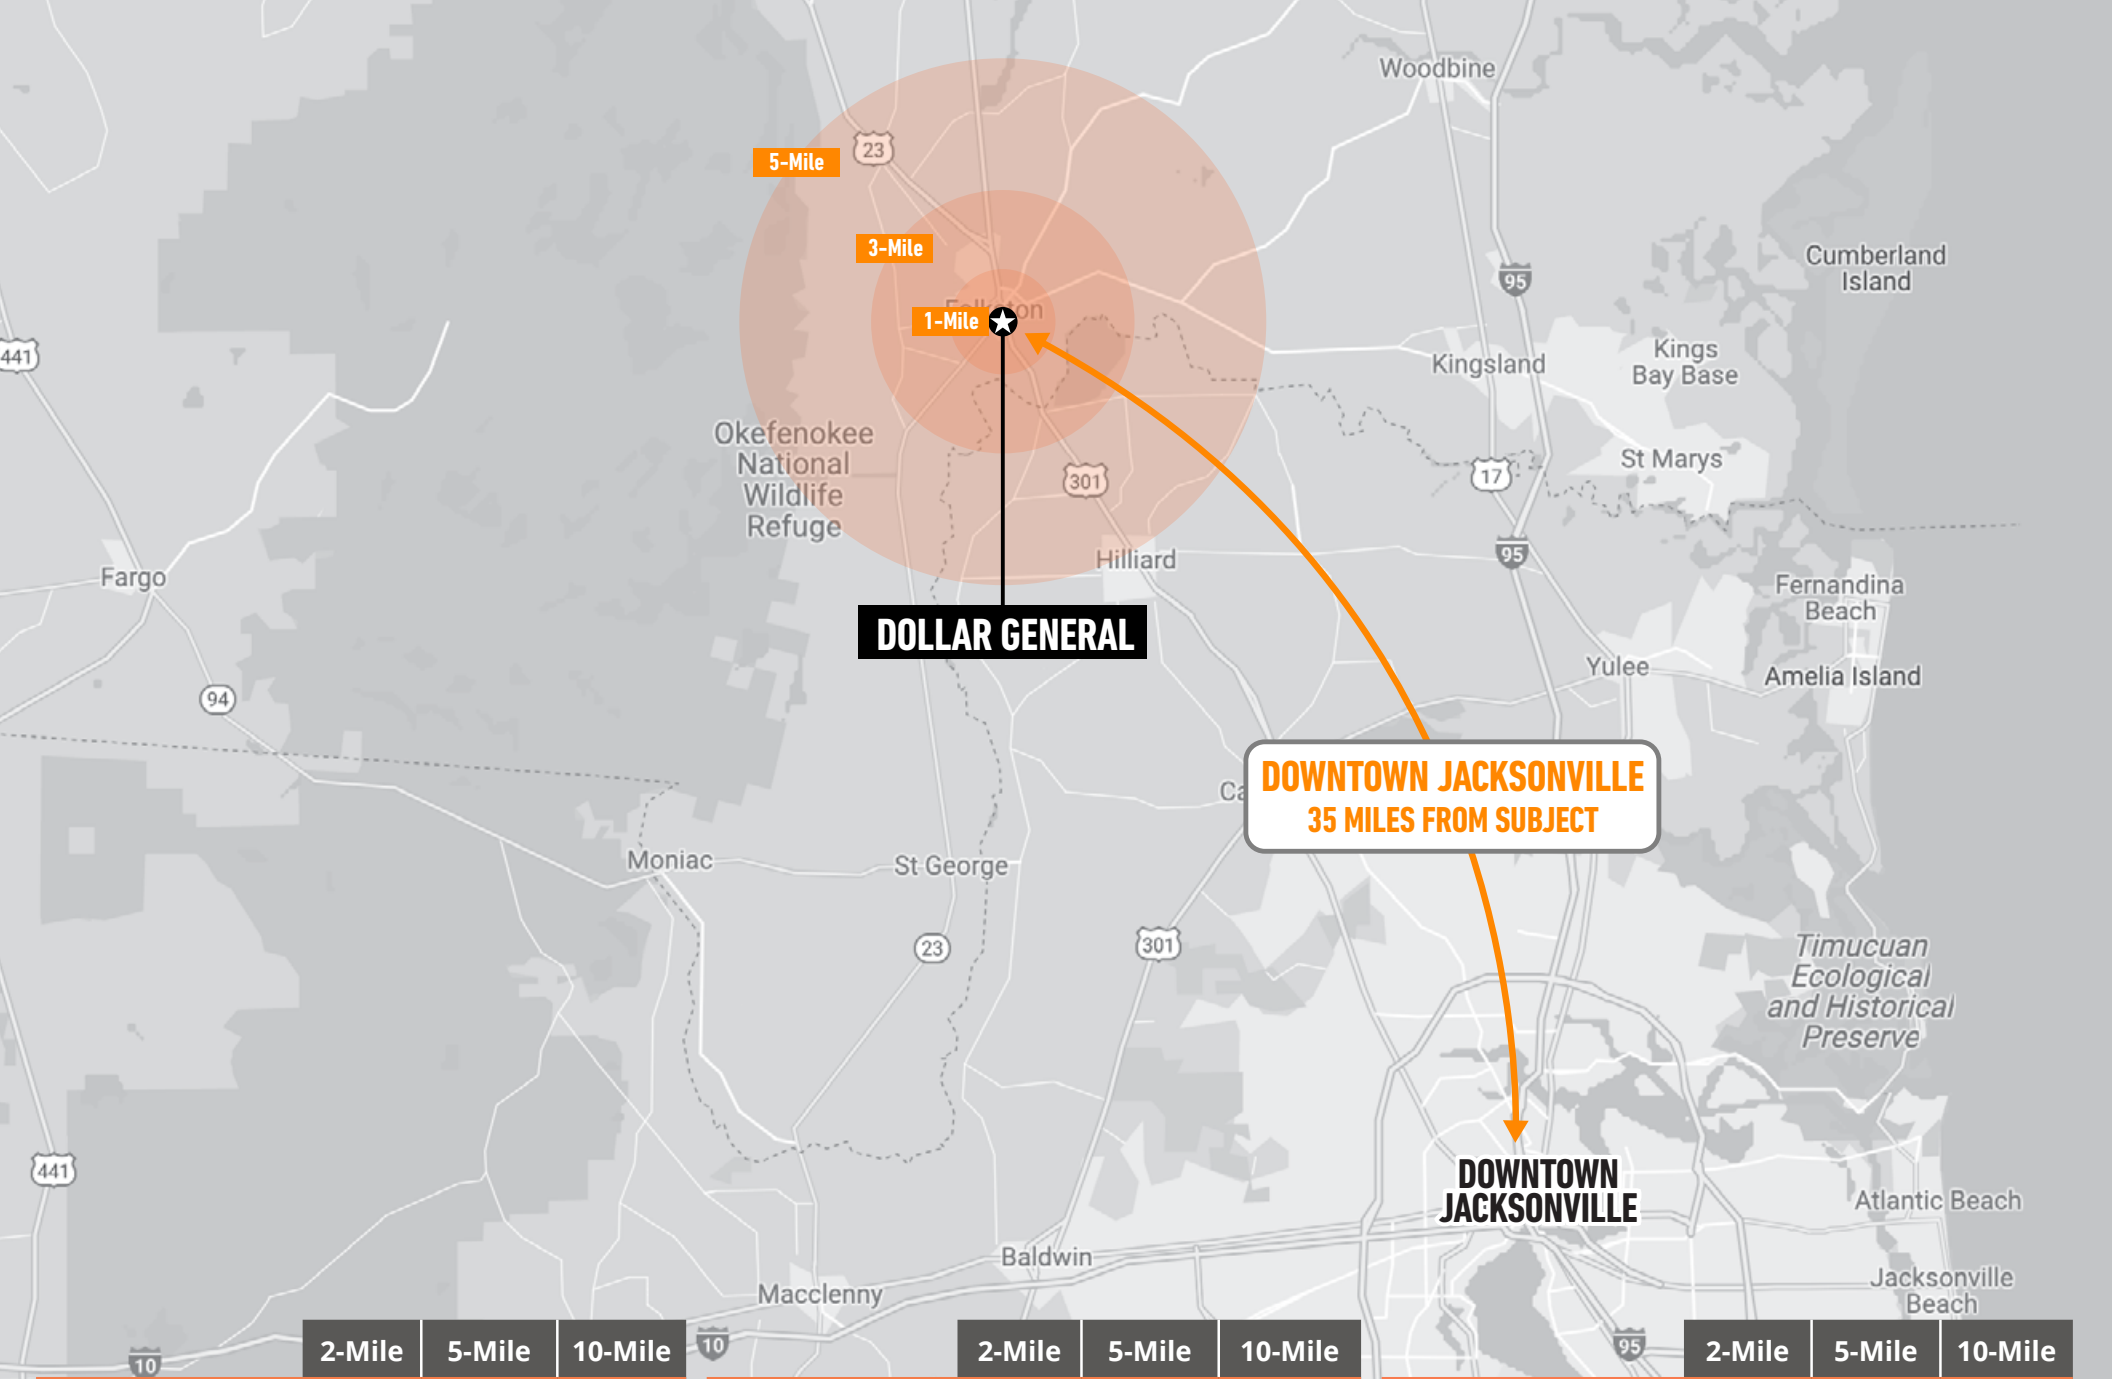 Woodbine
23
5-Mile
3-Mile
Cumberland
Island
95
1-Mile
441
Kingsland
Kings
Bay Base
Okefenokee
National
Wildlife
Refuge
St Marys
301
17
95
Hilliard
Fargo
Fernandina
Beach
DOLLAR GENERAL
Yulee
Amelia Island
94
DOWNTOWN JACKSONVILLE
35 MILES FROM SUBJECT
Moniac
St George
23
301
Timucuan
Ecological
and Historical
Preserve
441
DOWNTOWN
JACKSONVILLE
Atlantic Beach
Baldwin
Macclenny
Jacksonville
Beach
10
10
95
2-Mile 5-Mile 10-Mile
2-Mile 5-Mile 10-Mile
2-Mile 5-Mile 10-Mile